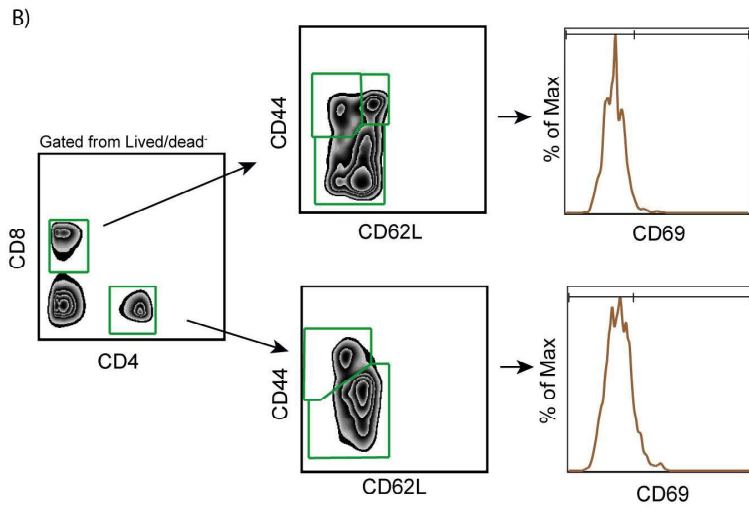 B)
Gated from Lived/dead-
CD8
CD4
CD44
CD62L
% of Max
CD69
CD44
CD62L
% of Max
CD69